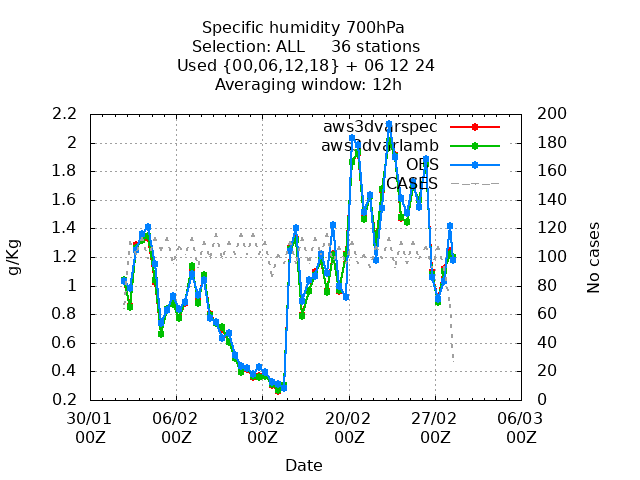 Specific humidity 700hPa
Selection: ALL 36 stations
Used {00,06,12,18} + 06 12 24
Averaging window: 12h
g/Kg
2.2
2
1.8
1.6
1.4
1.2
1
0.8
0.6
0.4
0.2
aws3dvarspec
aws3dvarlamb
OBS
CASES
200
180
160
140
120
100
80
60
40
20
0
No cases
30/01 06/02 13/02 20/02 27/02 06/03
00Z 00Z 00Z 00Z 00Z 00Z
Date